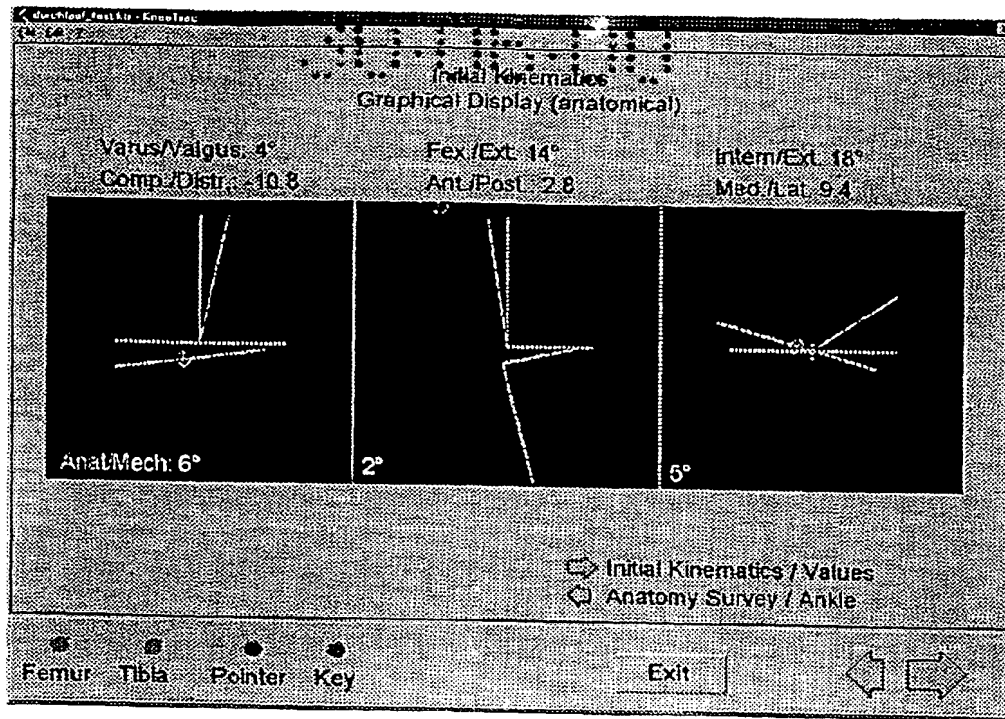 Initial Kinematics
Graphical Display (anatomical)
Varus/Valgus: 4°
Fex./Ext. 14°
Intern/Ext. 18°
Comp./Distr.: -10.8
Ant./Post. 2.8
Med./Lat. 9.4
Anat/Mech: 6°
2°
5°
Initial Kinematics / Values
Anatomy Survey / Ankle
Femur Tibia Pointer Key Exit